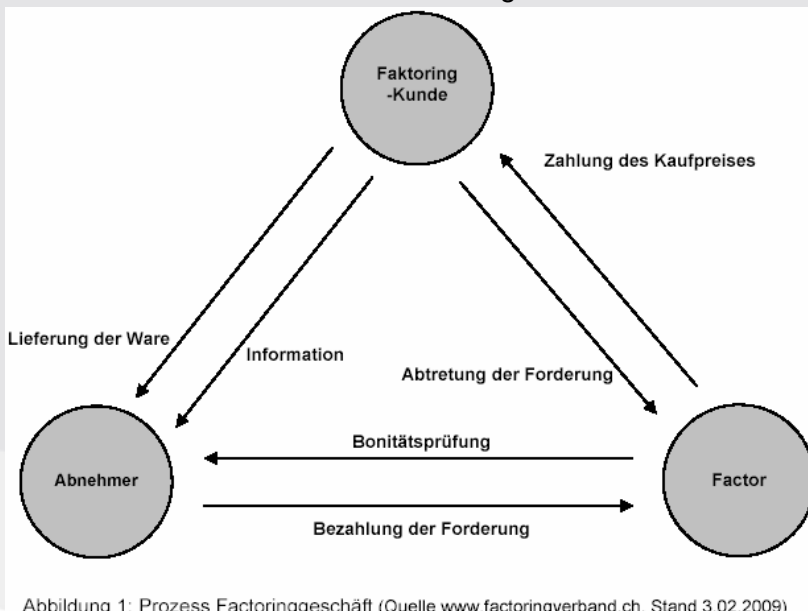 Faktoring
-Kunde
Zahlung des Kaufpreises
Lieferung der Ware
Information
Abtretung der Forderung
Bonitätsprüfung
Abnehmer
Factor
Bezahlung der Forderung
Abbildung 1: Prozess Factoringgeschäft (Quelle www.factoringverband.ch, Stand 3.02.2009)